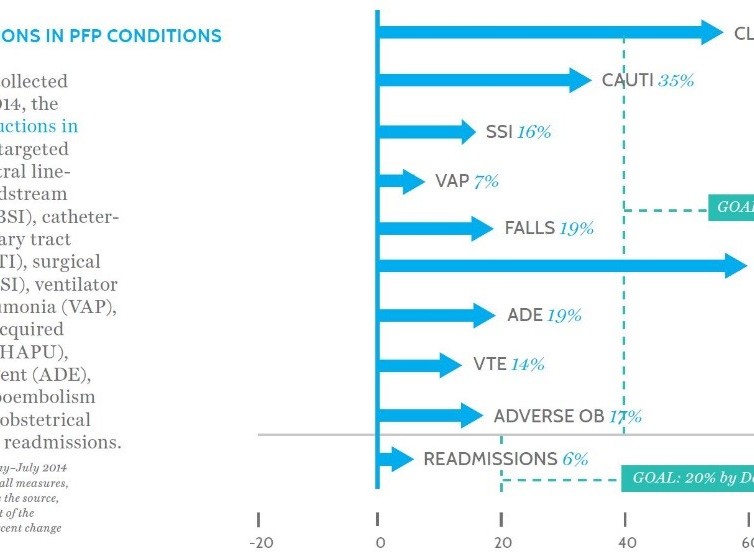 ONS IN PFP CONDITIONS
ollected
014, the
uctions in
targeted
tral line-
dstream
BSI), catheter-
ary tract
TI), surgical
SI), ventilator
umonia (VAP),
cquired
HAPU),
ent (ADE),
boembolism
obstetrical
readmissions.
ay–July 2014
all measures,
the source,
t of the
cent change
CL
CAUTI 35%
SSI 16%
VAP 7%
GOAL
FALLS 19%
ADE 19%
VTE 14%
ADVERSE OB 17%
READMISSIONS 6%
GOAL: 20% by De
-20 0 20 40 60